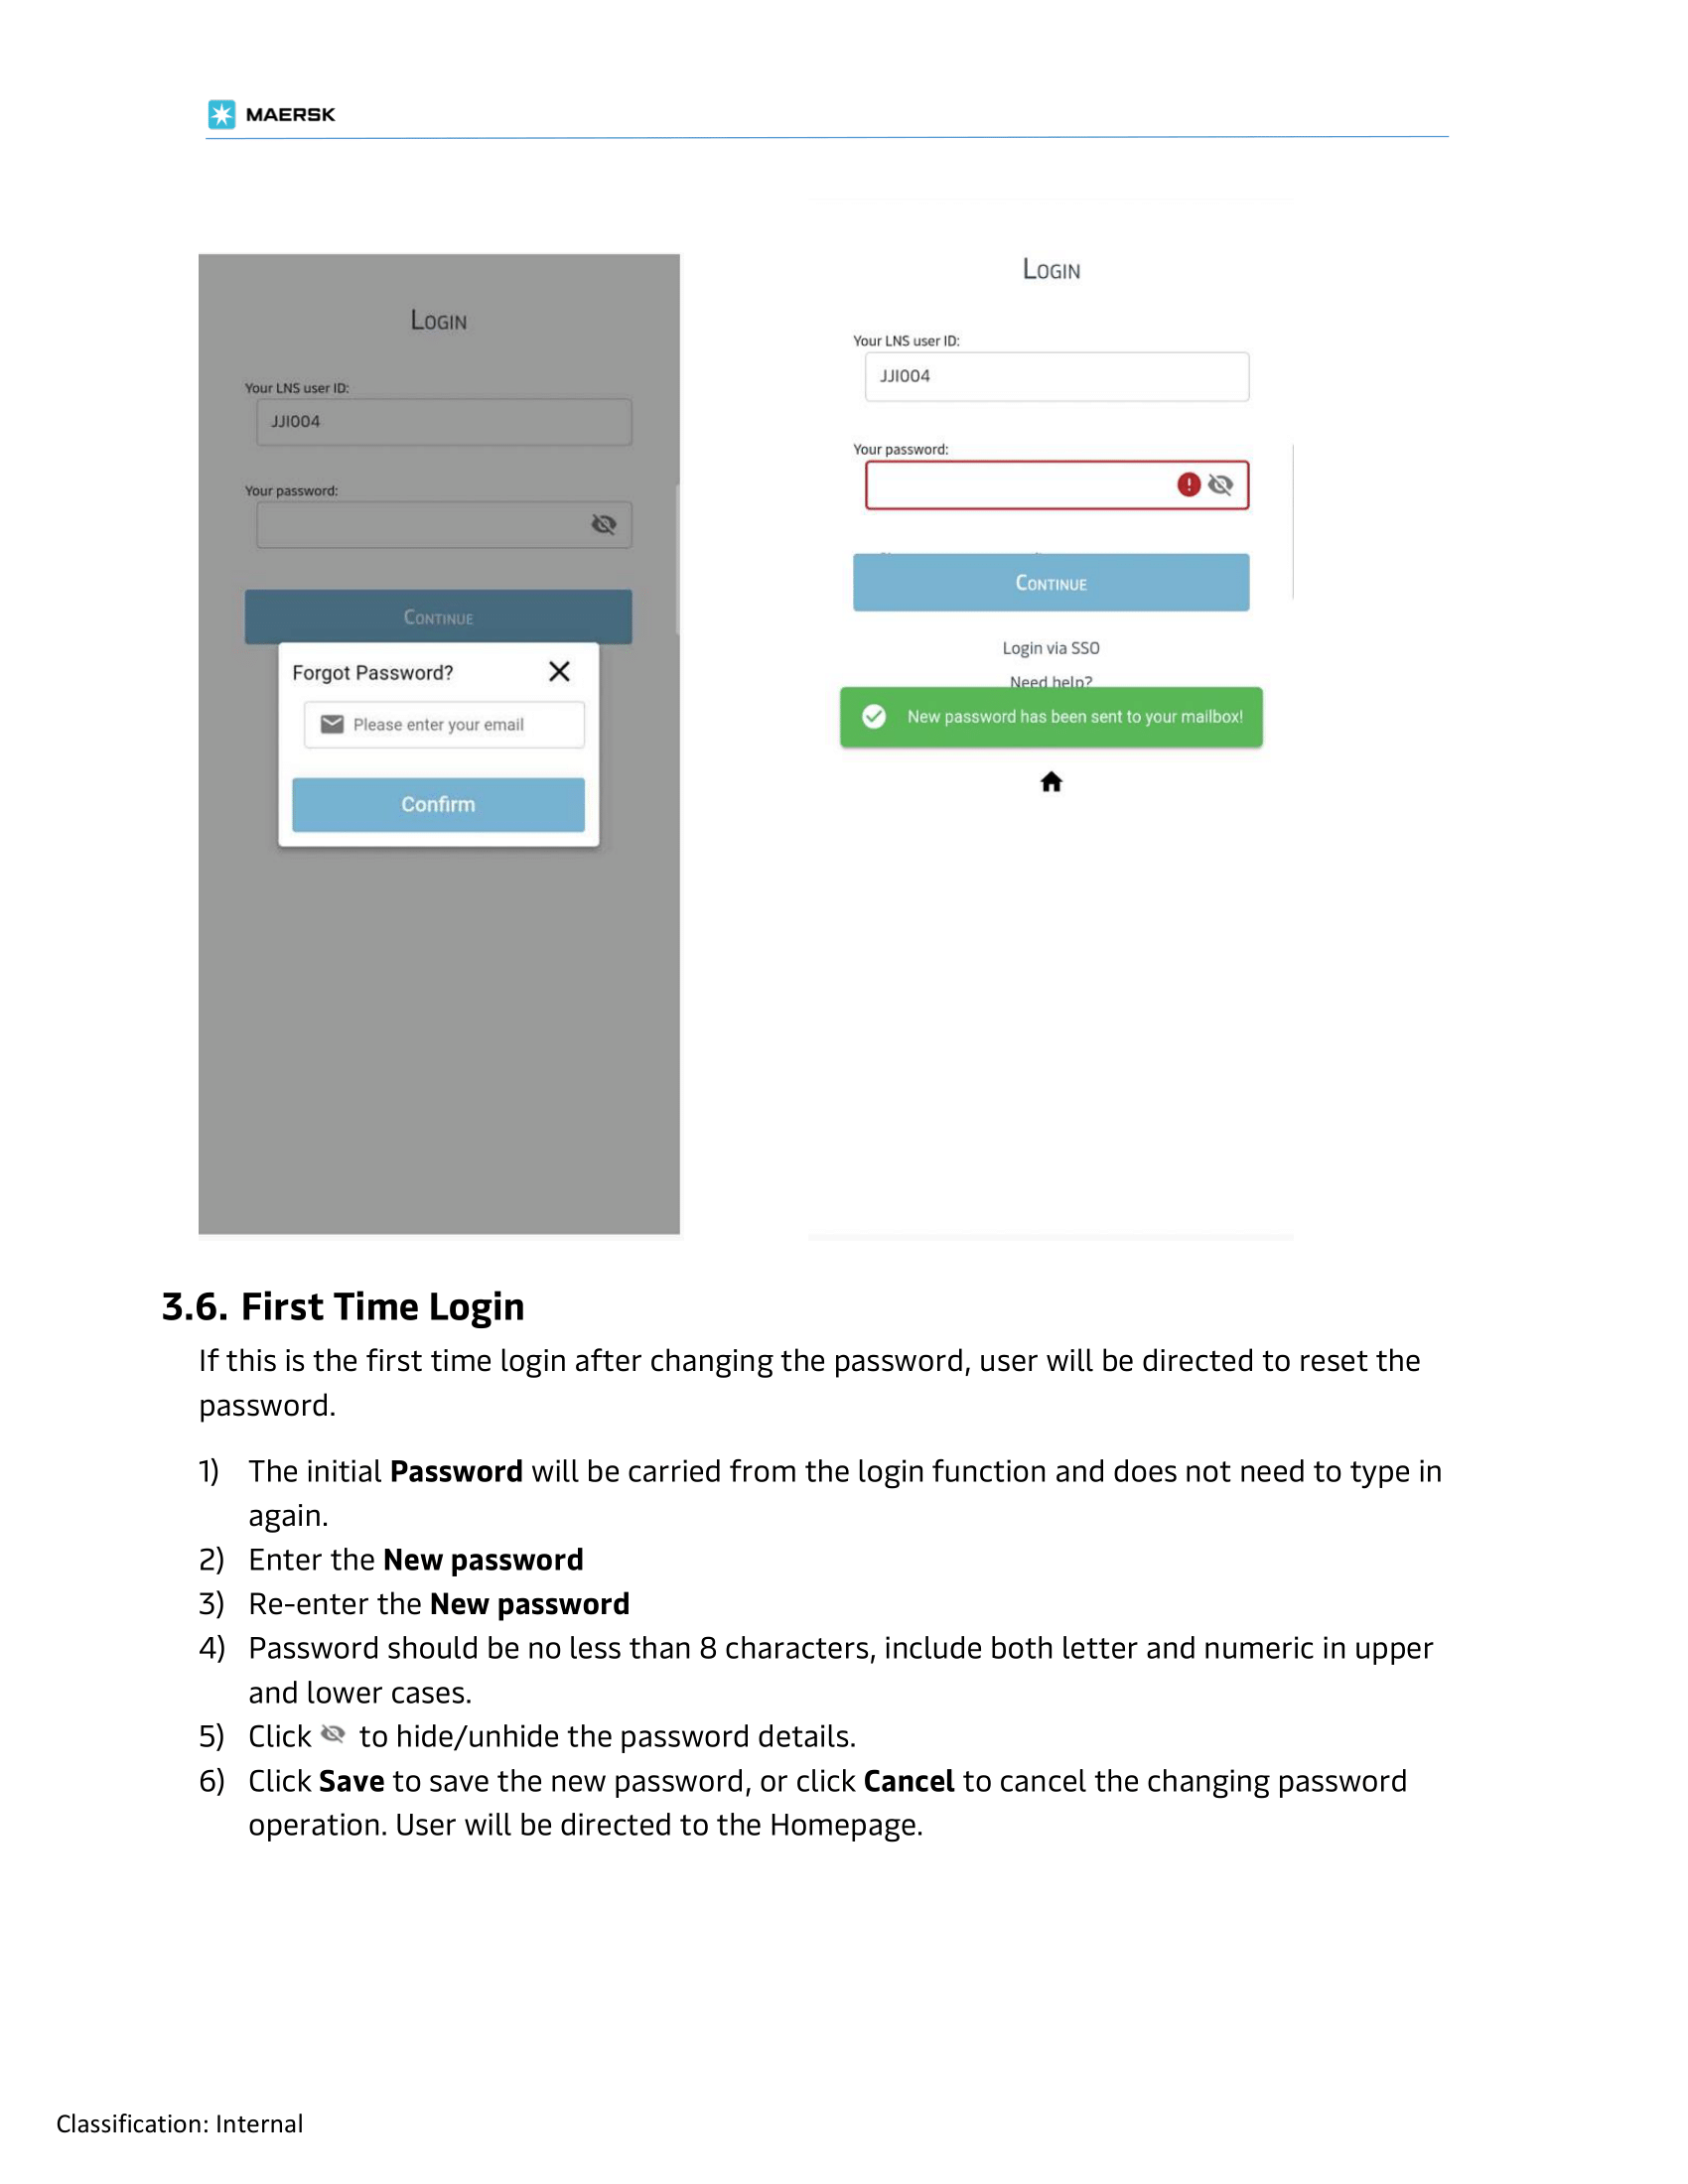 MAERSK
LOGIN
Your LNS user ID:
JJI004
Your password:
CONTINUE
Forgot Password?
Please enter your email
Confirm
LOGIN
Your LNS user ID:
JJI004
Your password:
CONTINUE
Login via SSO
Need help?
New password has been sent to your mailbox!
3.6. First Time Login
If this is the first time login after changing the password, user will be directed to reset the
password.
1) The initial Password will be carried from the login function and does not need to type in
again.
2) Enter the New password
3) Re-enter the New password
4) Password should be no less than 8 characters, include both letter and numeric in upper
and lower cases.
5) Click to hide/unhide the password details.
6) Click Save to save the new password, or click Cancel to cancel the changing password
operation. User will be directed to the Homepage.
Classification: Internal